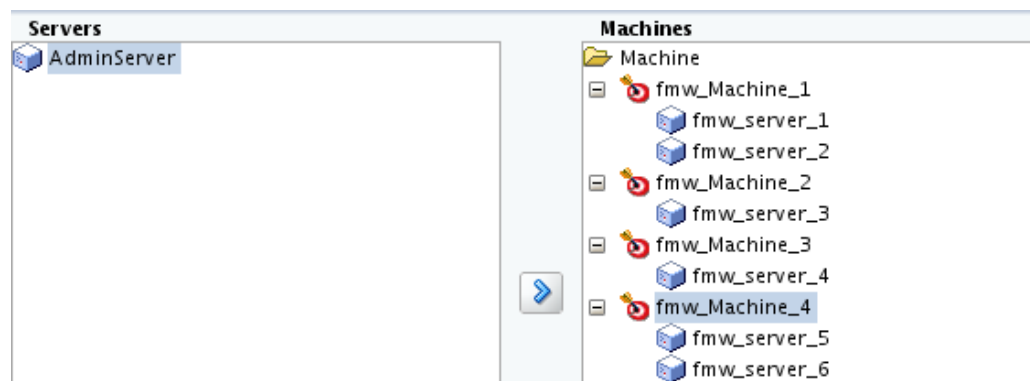 Servers
AdminServer
Machines
Machine
fmw_Machine_1
fmw_server_1
fmw_server_2
fmw_Machine_2
fmw_server_3
fmw_Machine_3
fmw_server_4
fmw_Machine_4
fmw_server_5
fmw_server_6